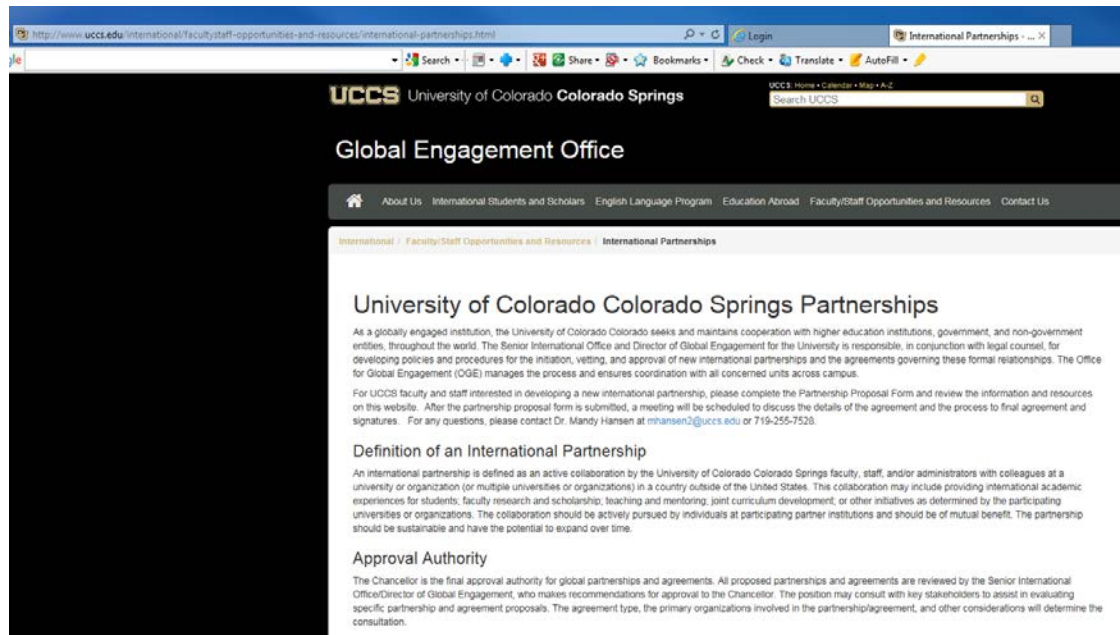 http://www.uccs.edu/international/facultystaff-opportunities-and-resources/international-partnerships.html
Login
International Partnerships - ... ×
gle
Search
Share
Bookmarks
Check
Translate
AutoFill
UCCS University of Colorado Colorado Springs
UCCS: Home • Calendar • Map • A-Z
Search UCCS
Global Engagement Office
About Us International Students and Scholars English Language Program Education Abroad Faculty/Staff Opportunities and Resources Contact Us
International / Faculty/Staff Opportunities and Resources / International Partnerships
University of Colorado Colorado Springs Partnerships
As a globally engaged institution, the University of Colorado Colorado seeks and maintains cooperation with higher education institutions, government, and non-government
entities, throughout the world. The Senior International Office and Director of Global Engagement for the University is responsible, in conjunction with legal counsel, for
developing policies and procedures for the initiation, vetting, and approval of new international partnerships and the agreements governing these formal relationships. The Office
for Global Engagement (OGE) manages the process and ensures coordination with all concerned units across campus.
For UCCS faculty and staff interested in developing a new international partnership, please complete the Partnership Proposal Form and review the information and resources
on this website. After the partnership proposal form is submitted, a meeting will be scheduled to discuss the details of the agreement and the process to final agreement and
signatures. For any questions, please contact Dr. Mandy Hansen at mhansen2@uccs.edu or 719-255-7528.
Definition of an International Partnership
An international partnership is defined as an active collaboration by the University of Colorado Colorado Springs faculty, staff, and/or administrators with colleagues at a
university or organization (or multiple universities or organizations) in a country outside of the United States. This collaboration may include providing international academic
experiences for students; faculty research and scholarship; teaching and mentoring; joint curriculum development; or other initiatives as determined by the participating
universities or organizations. The collaboration should be actively pursued by individuals at participating partner institutions and should be of mutual benefit. The partnership
should be sustainable and have the potential to expand over time.
Approval Authority
The Chancellor is the final approval authority for global partnerships and agreements. All proposed partnerships and agreements are reviewed by the Senior International
Office/Director of Global Engagement, who makes recommendations for approval to the Chancellor. The position may consult with key stakeholders to assist in evaluating
specific partnership and agreement proposals. The agreement type, the primary organizations involved in the partnership/agreement, and other considerations will determine the
consultation.